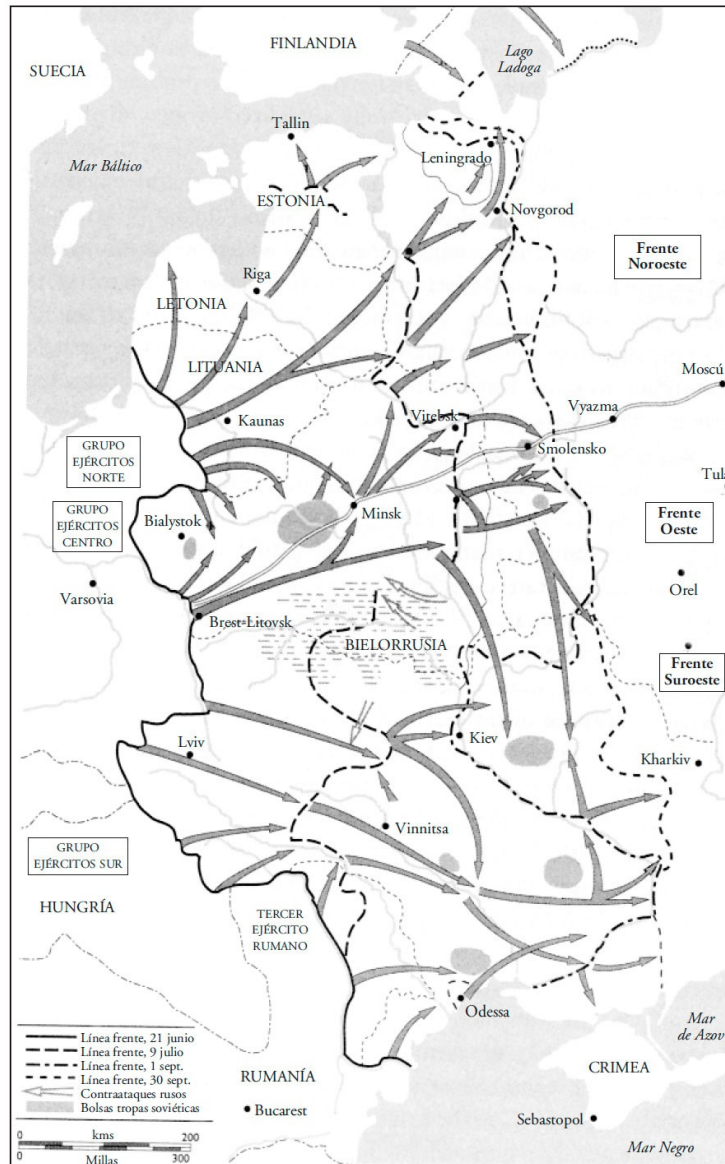 FINLANDIA
Lago
Ladoga
SUECIA
Tallin
Mar Báltico
Leningrado
ESTONIA
Novgorod
Frente
Noroeste
Riga
LETONIA
LITUANIA
Moscú
Kaunas
Vitebsk
Vyazma
Smolensko
GRUPO
EJÉRCITOS
NORTE
Tula
GRUPO
EJÉRCITOS
CENTRO
Bialystok
Minsk
Frente
Oeste
Varsovia
Orel
Brest-Litovsk
BIELORRUSIA
Frente
Suroeste
Lviv
Kiev
Kharkiv
Vinnitsa
GRUPO
EJÉRCITOS SUR
HUNGRÍA
TERCER
EJÉRCITO
RUMANO
Odessa
Mar
de Azov
Línea frente, 21 junio
Línea frente, 9 julio
Línea frente, 1 sept.
Línea frente, 30 sept.
Contraataques rusos
Bolsas tropas soviéticas
RUMANÍA
CRIMEA
Bucarest
Sebastopol
0 kms 200
0 Millas 300
Mar Negro